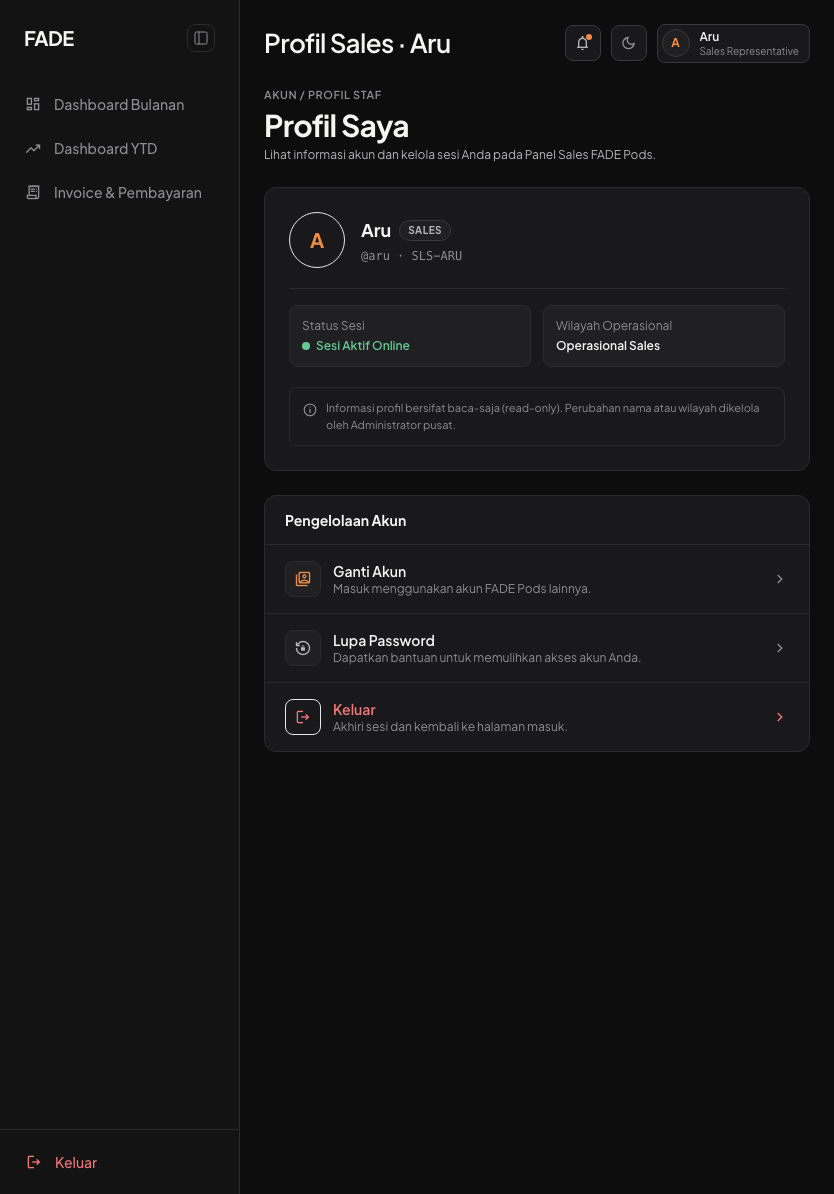 FADE
Dashboard Bulanan
Dashboard YTD
Invoice & Pembayaran
Keluar
Profil Sales · Aru
A
Aru
Sales Representative
AKUN / PROFIL STAF
Profil Saya
Lihat informasi akun dan kelola sesi Anda pada Panel Sales FADE Pods.
A
Aru
SALES
@aru · SLS-ARU
Status Sesi
Sesi Aktif Online
Wilayah Operasional
Operasional Sales
Informasi profil bersifat baca-saja (read-only). Perubahan nama atau wilayah dikelola
oleh Administrator pusat.
Pengelolaan Akun
Ganti Akun
Masuk menggunakan akun FADE Pods lainnya.
Lupa Password
Dapatkan bantuan untuk memulihkan akses akun Anda.
Keluar
Akhiri sesi dan kembali ke halaman masuk.